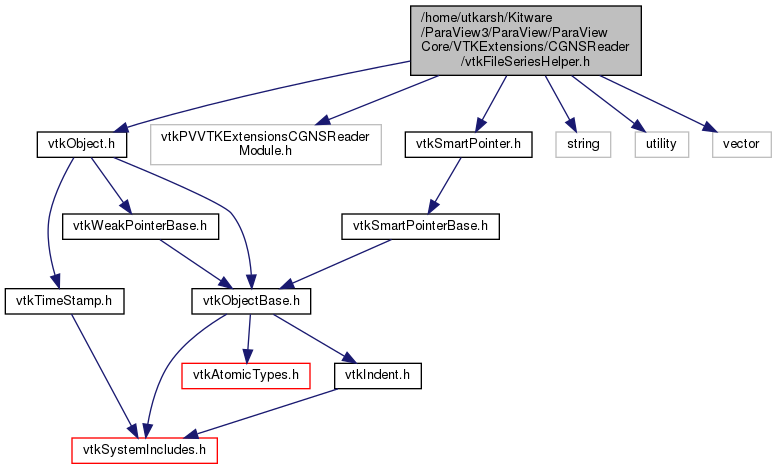 /home/utkarsh/Kitware
/ParaView3/ParaView/ParaView
Core/VTKExtensions/CGNSReader
/vtkFileSeriesHelper.h
vtkObject.h
vtkPVVTKExtensionsCGNSReader
Module.h
vtkSmartPointer.h
string
utility
vector
vtkWeakPointerBase.h
vtkSmartPointerBase.h
vtkTimeStamp.h
vtkObjectBase.h
vtkAtomicTypes.h
vtkIndent.h
vtkSystemIncludes.h